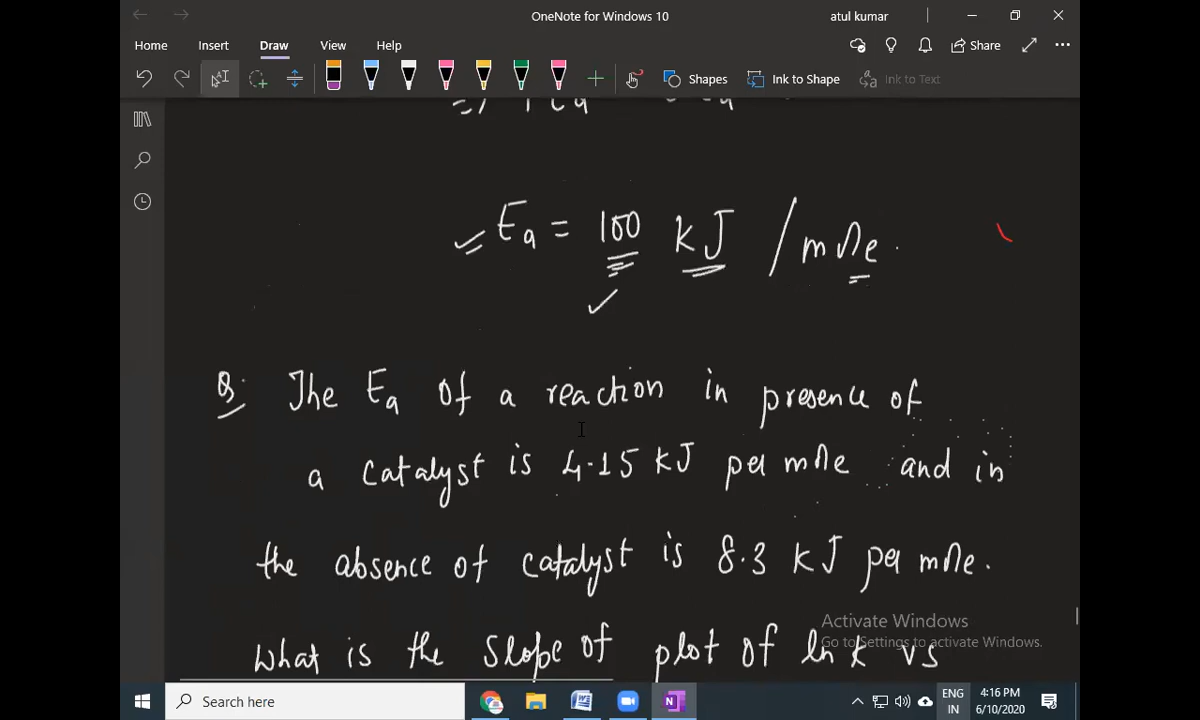 OneNote for Windows 10
atul kumar
Home Insert Draw View Help
Share
Shapes Ink to Shape Ink to Text
Ea = 100 kJ / mole.
Q: The Ea of a reaction in presence of
a catalyst is 4.15 kJ per mole and in
the absence of catalyst is 8.3 kJ per mole.
What is the slope of plot of ln k vs
Activate Windows
Go to Settings to activate Windows.
Search here
ENG
IN
4:16 PM
6/10/2020